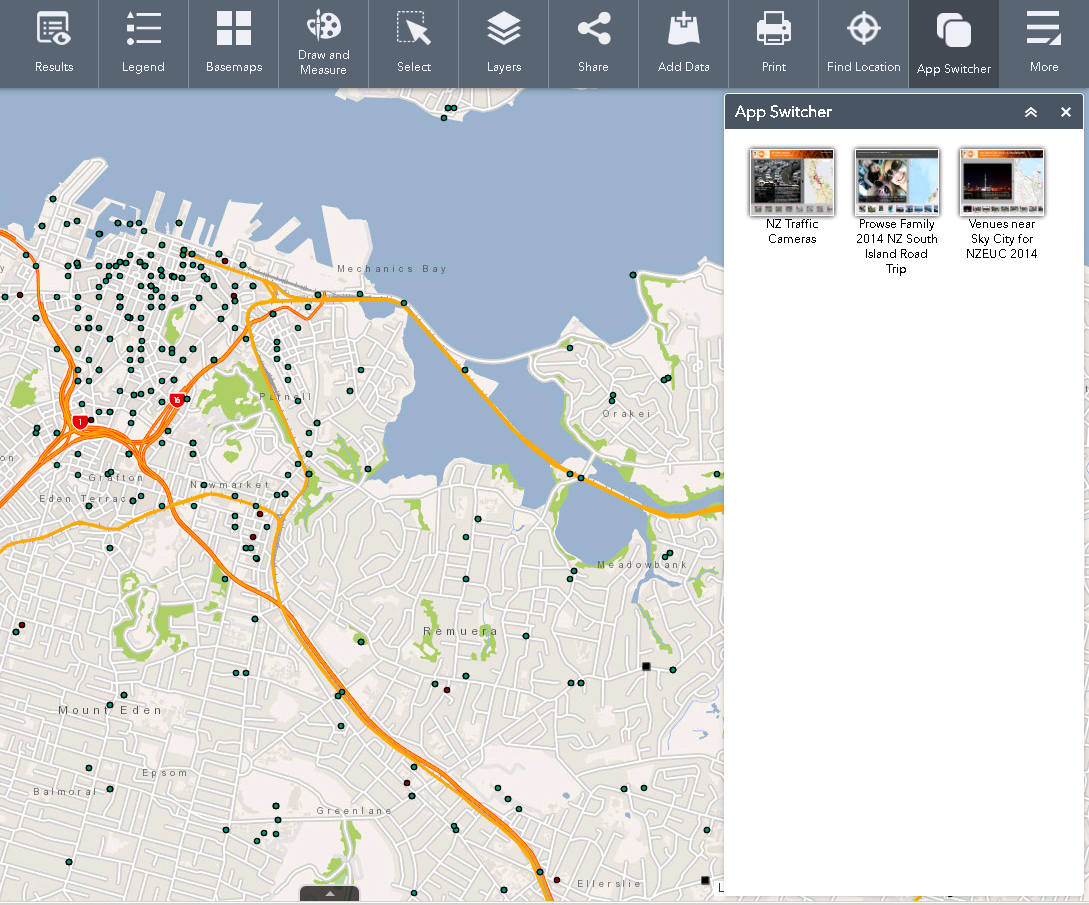 Results
Legend
Basemaps
Draw and
Measure
Select
Layers
Share
Add Data
Print
Find Location
App Switcher
More
App Switcher
NZ Traffic
Cameras
Prowse Family
2014 NZ South
Island Road
Trip
Venues near
Sky City for
NZEUC 2014
Mechanics Bay
Parnell
16
1
Orakei
Grafton
Newmarket
Eden Terrac
Meadowbank
Remuera
Mount Eden
Epsom
Balmoral
Greenlane
Ellerslie